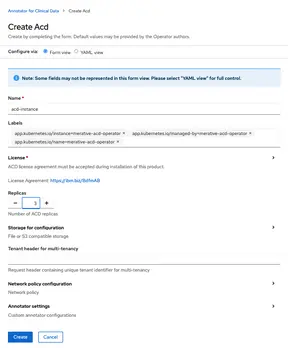 Annotator for Clinical Data > Create Acd
Create Acd
Create by completing the form. Default values may be provided by the Operator authors.
Configure via: Form view YAML view
Note: Some fields may not be represented in this form view. Please select "YAML view" for full control.
Name *
acd-instance
Labels
app.kubernetes.io/instance=merative-acd-operator × app.kubernetes.io/managed-by=merative-acd-operator ×
app.kubernetes.io/name=merative-acd-operator ×
License *
ACD license agreement must be accepted during installation of this product.
License Agreement:
Replicas
− 3 +
Number of ACD replicas
Storage for configuration
File or S3 compatible storage
Tenant header for multi-tenancy
Request header containing unique tenant identifier for multi-tenancy
Network policy configuration
Network policy
Annotator settings
Custom annotator configurations
Create Cancel